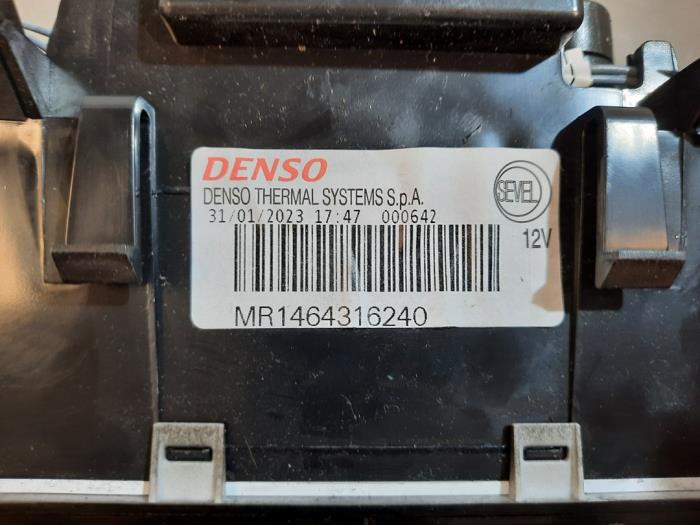 DENSO
DENSO THERMAL SYSTEMS S.p.A.
31/01/2023 17:47 000642
SEVEL
12V
MR1464316240